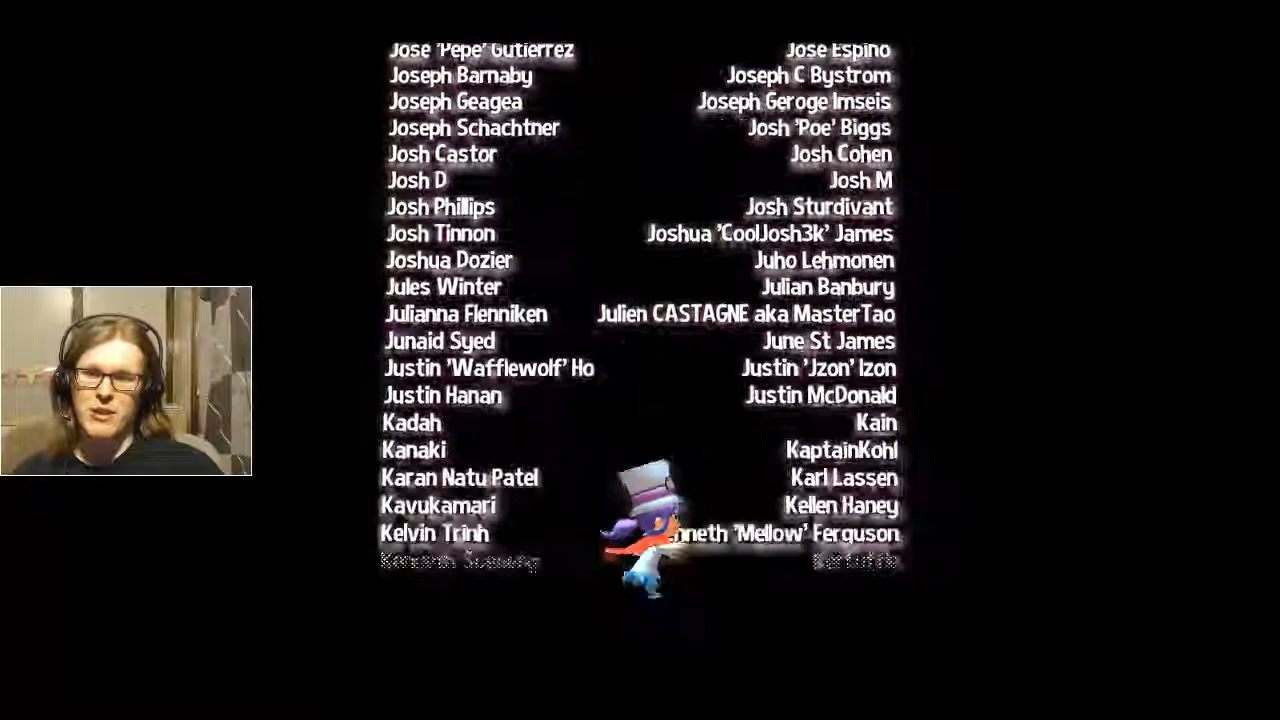 Jose 'Pepe' Gutierrez Jose Espino
Joseph Barnaby Joseph C Bystrom
Joseph Geagea Joseph Geroge Imseis
Joseph Schachtner Josh 'Poe' Biggs
Josh Castor Josh Cohen
Josh D Josh M
Josh Phillips Josh Sturdivant
Josh Tinnon Joshua 'CoolJosh3k' James
Joshua Dozier Juho Lehmonen
Jules Winter Julian Banbury
Julianna Flenniken Julien CASTAGNE aka MasterTao
Junaid Syed June St James
Justin 'Wafflewolf' Ho Justin 'Jzon' Izon
Justin Hanan Justin McDonald
Kadah Kain
Kanaki KaptainKohl
Karan Natu Patel Karl Lassen
Kavukamari Kellen Haney
Kelvin Trinh nneth 'Mellow' Ferguson